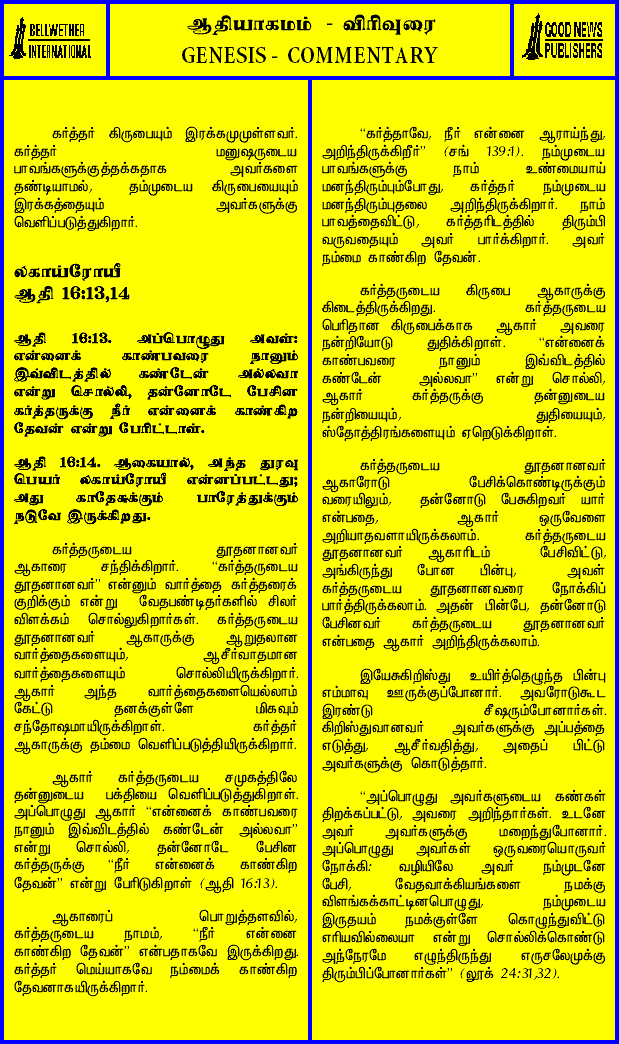 BELLWETHER
INTERNATIONAL
ஆதியாகமம் - விரிவுரை
GENESIS - COMMENTARY
GOOD NEWS
PUBLISHERS
கர்த்தர் கிருபையும் இரக்கமுமுள்ளவர்.
கர்த்தர் மனுஷருடைய
பாவங்களுக்குத்தக்கதாக அவர்களை
தண்டியாமல், தம்முடைய கிருபையையும்
இரக்கத்தையும் அவர்களுக்கு
வெளிப்படுத்துகிறார்.
லகாய்ரோயீ
ஆதி 16:13,14
ஆதி 16:13. அப்பொழுது அவள்:
என்னைக் காண்பவரை நானும்
இவ்விடத்தில் கண்டேன் அல்லவா
என்று சொல்லி, தன்னோடே பேசின
கர்த்தருக்கு நீர் என்னைக் காண்கிற
தேவன் என்று பேரிட்டாள்.
ஆதி 16:14. ஆகையால், அந்த துரவு
பெயர் லகாய்ரோயீ என்னப்பட்டது;
அது காதேசுக்கும் பாரேத்துக்கும்
நடுவே இருக்கிறது.
கர்த்தருடைய தூதனானவர்
ஆகாரை சந்திக்கிறார். “கர்த்தருடைய
தூதனானவர்” என்னும் வார்த்தை கர்த்தரைக்
குறிக்கும் என்று வேதபண்டிதர்களில் சிலர்
விளக்கம் சொல்லுகிறார்கள். கர்த்தருடைய
தூதனானவர் ஆகாருக்கு ஆறுதலான
வார்த்தைகளையும், ஆசீர்வாதமான
வார்த்தைகளையும் சொல்லியிருக்கிறார்.
ஆகார் அந்த வார்த்தைகளையெல்லாம்
கேட்டு தனக்குள்ளே மிகவும்
சந்தோஷமாயிருக்கிறாள். கர்த்தர்
ஆகாருக்கு தம்மை வெளிப்படுத்தியிருக்கிறார்.
ஆகார் கர்த்தருடைய சமுகத்திலே
தன்னுடைய பக்தியை வெளிப்படுத்துகிறாள்.
அப்பொழுது ஆகார் “என்னைக் காண்பவரை
நானும் இவ்விடத்தில் கண்டேன் அல்லவா”
என்று சொல்லி, தன்னோடே பேசின
கர்த்தருக்கு “நீர் என்னைக் காண்கிற
தேவன்” என்று பேரிடுகிறாள் (ஆதி 16:13).
ஆகாரைப் பொறுத்தளவில்,
கர்த்தருடைய நாமம், “நீர் என்னை
காண்கிற தேவன்” என்பதாகவே இருக்கிறது.
கர்த்தர் மெய்யாகவே நம்மைக் காண்கிற
தேவனாகயிருக்கிறார்.
“கர்த்தாவே, நீர் என்னை ஆராய்ந்து,
அறிந்திருக்கிறீர்” (சங் 139:1). நம்முடைய
பாவங்களுக்கு நாம் உண்மையாய்
மனந்திரும்பும்போது, கர்த்தர் நம்முடைய
மனந்திரும்புதலை அறிந்திருக்கிறார். நாம்
பாவத்தைவிட்டு, கர்த்தரிடத்தில் திரும்பி
வருவதையும் அவர் பார்க்கிறார். அவர்
நம்மை காண்கிற தேவன்.
கர்த்தருடைய கிருபை ஆகாருக்கு
கிடைத்திருக்கிறது. கர்த்தருடைய
பெரிதான கிருபைக்காக ஆகார் அவரை
நன்றியோடு துதிக்கிறாள். “என்னைக்
காண்பவரை நானும் இவ்விடத்தில்
கண்டேன் அல்லவா” என்று சொல்லி,
ஆகார் கர்த்தருக்கு தன்னுடைய
நன்றியையும், துதியையும்,
ஸ்தோத்திரங்களையும் ஏறெடுக்கிறாள்.
கர்த்தருடைய தூதனானவர்
ஆகாரோடு பேசிக்கொண்டிருக்கும்
வரையிலும், தன்னோடு பேசுகிறவர் யார்
என்பதை, ஆகார் ஒருவேளை
அறியாதவளாயிருக்கலாம். கர்த்தருடைய
தூதனானவர் ஆகாரிடம் பேசிவிட்டு,
அங்கிருந்து போன பின்பு, அவள்
கர்த்தருடைய தூதனானவரை நோக்கிப்
பார்த்திருக்கலாம். அதன் பின்பே, தன்னோடு
பேசினவர் கர்த்தருடைய தூதனானவர்
என்பதை ஆகார் அறிந்திருக்கலாம்.
இயேசுகிறிஸ்து உயிர்த்தெழுந்த பின்பு
எம்மாவு ஊருக்குப்போனார். அவரோடுகூட
இரண்டு சீஷரும்போனார்கள்.
கிறிஸ்துவானவர் அவர்களுக்கு அப்பத்தை
எடுத்து, ஆசீர்வதித்து, அதைப் பிட்டு
அவர்களுக்கு கொடுத்தார்.
“அப்பொழுது அவர்களுடைய கண்கள்
திறக்கப்பட்டு, அவரை அறிந்தார்கள். உடனே
அவர் அவர்களுக்கு மறைந்துபோனார்.
அப்பொழுது அவர்கள் ஒருவரையொருவர்
நோக்கி: வழியிலே அவர் நம்முடனே
பேசி, வேதவாக்கியங்களை நமக்கு
விளங்கக்காட்டினபொழுது, நம்முடைய
இருதயம் நமக்குள்ளே கொழுந்துவிட்டு
எரியவில்லையா என்று சொல்லிக்கொண்டு
அந்நேரமே எழுந்திருந்து எருசலேமுக்கு
திரும்பிப்போனார்கள்” (லூக் 24:31,32).